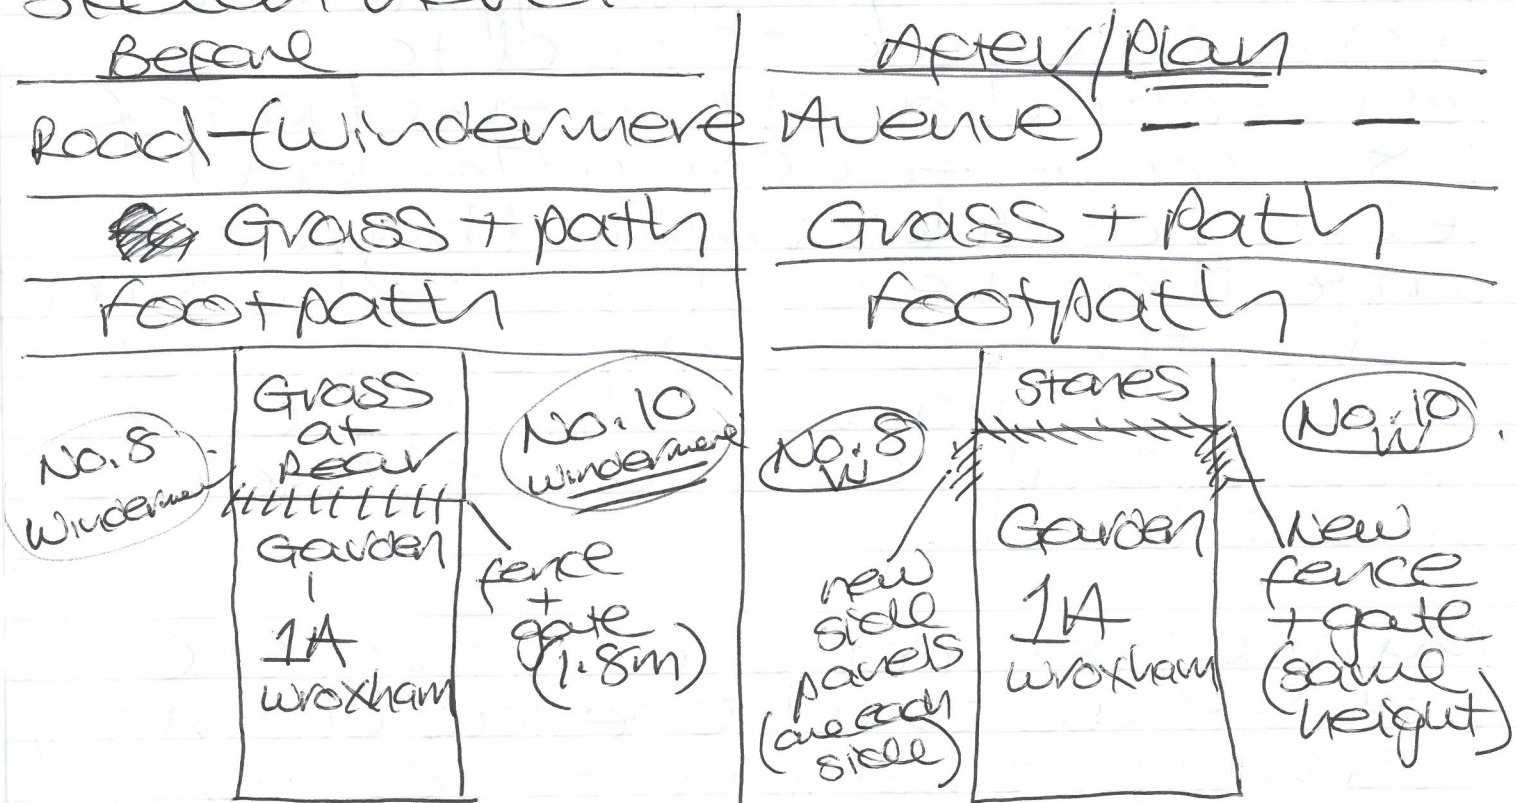 Before
After/Plan
Road - (Windermere Avenue) - - -
Grass + path
Grass + Path
footpath
footpath
Grass
at
Rear
No. 8
Windermere
No. 10
Windermere
Garden
1A
Wroxham
fence
+
gate
(1.8m)
Stones
No. 8
W
No. 10
W
Garden
1A
Wroxham
new
side
panels
(one each
side)
New
fence
+ gate
(same
height)